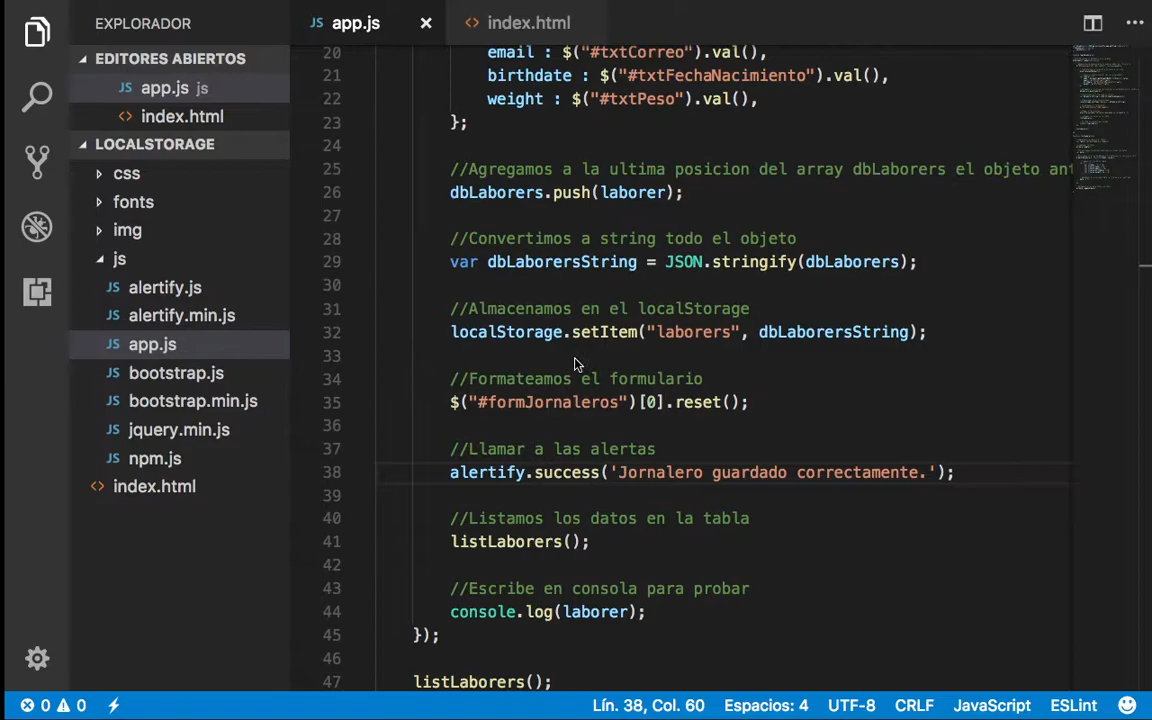 EXPLORADOR
EDITORES ABIERTOS
app.js js
index.html
LOCALSTORAGE
css
fonts
img
js
alertify.js
alertify.min.js
app.js
bootstrap.js
bootstrap.min.js
jquery.min.js
npm.js
index.html
app.js
index.html
20 email : $("#txtCorreo").val(),
21 birthdate : $("#txtFechaNacimiento").val(),
22 weight : $("#txtPeso").val(),
23 };
24
25 //Agregamos a la ultima posicion del array dbLaborers el objeto ant
26 dbLaborers.push(laborer);
27
28 //Convertimos a string todo el objeto
29 var dbLaborersString = JSON.stringify(dbLaborers);
30
31 //Almacenamos en el localStorage
32 localStorage.setItem("laborers", dbLaborersString);
33
34 //Formateamos el formulario
35 $("#formJornaleros")[0].reset();
36
37 //Llamar a las alertas
38 alertify.success('Jornalero guardado correctamente.');
39
40 //Listamos los datos en la tabla
41 listLaborers();
42
43 //Escribe en consola para probar
44 console.log(laborer);
45 });
46
47 listLaborers();
0 0 Lín. 38, Col. 60 Espacios: 4 UTF-8 CRLF JavaScript ESLint